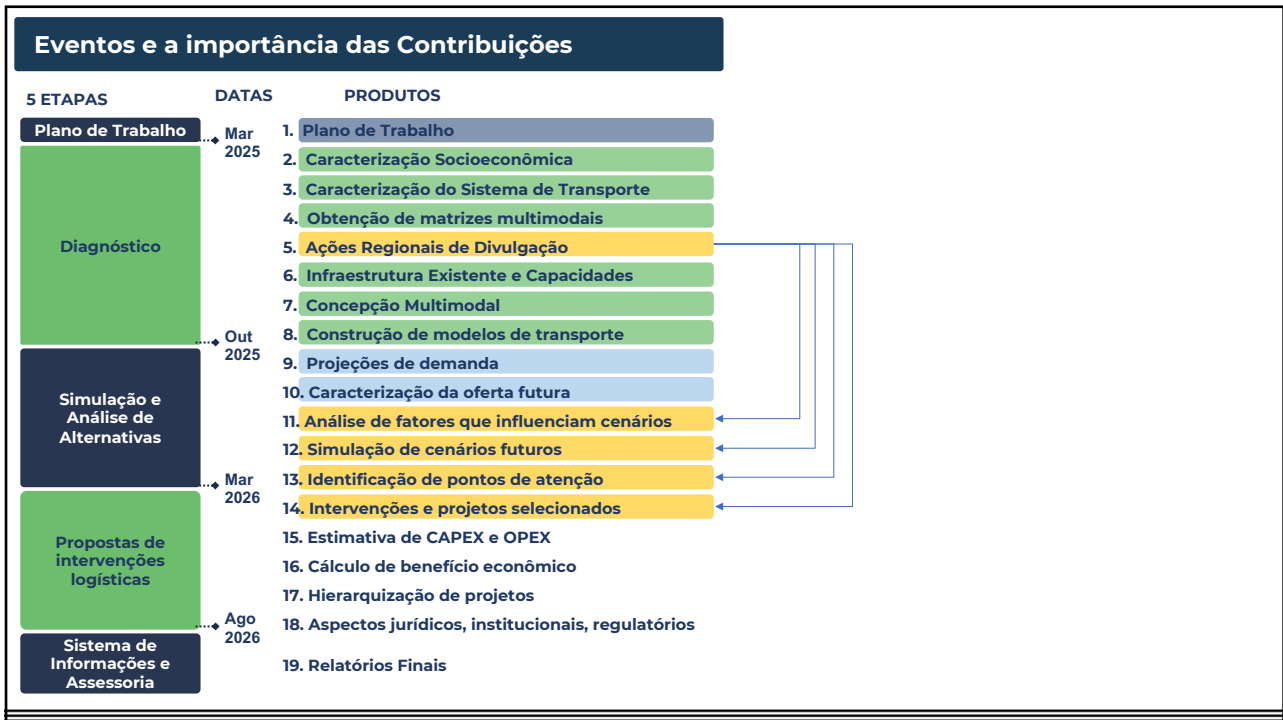 Eventos e a importância das Contribuições
5 ETAPAS
DATAS
PRODUTOS
Plano de Trabalho
Mar
2025
Diagnóstico
Out
2025
Simulação e
Análise de
Alternativas
Mar
2026
Propostas de
intervenções
logísticas
Ago
2026
Sistema de
Informações e
Assessoria
1. Plano de Trabalho
2. Caracterização Socioeconômica
3. Caracterização do Sistema de Transporte
4. Obtenção de matrizes multimodais
5. Ações Regionais de Divulgação
6. Infraestrutura Existente e Capacidades
7. Concepção Multimodal
8. Construção de modelos de transporte
9. Projeções de demanda
10. Caracterização da oferta futura
11. Análise de fatores que influenciam cenários
12. Simulação de cenários futuros
13. Identificação de pontos de atenção
14. Intervenções e projetos selecionados
15. Estimativa de CAPEX e OPEX
16. Cálculo de benefício econômico
17. Hierarquização de projetos
18. Aspectos jurídicos, institucionais, regulatórios
19. Relatórios Finais